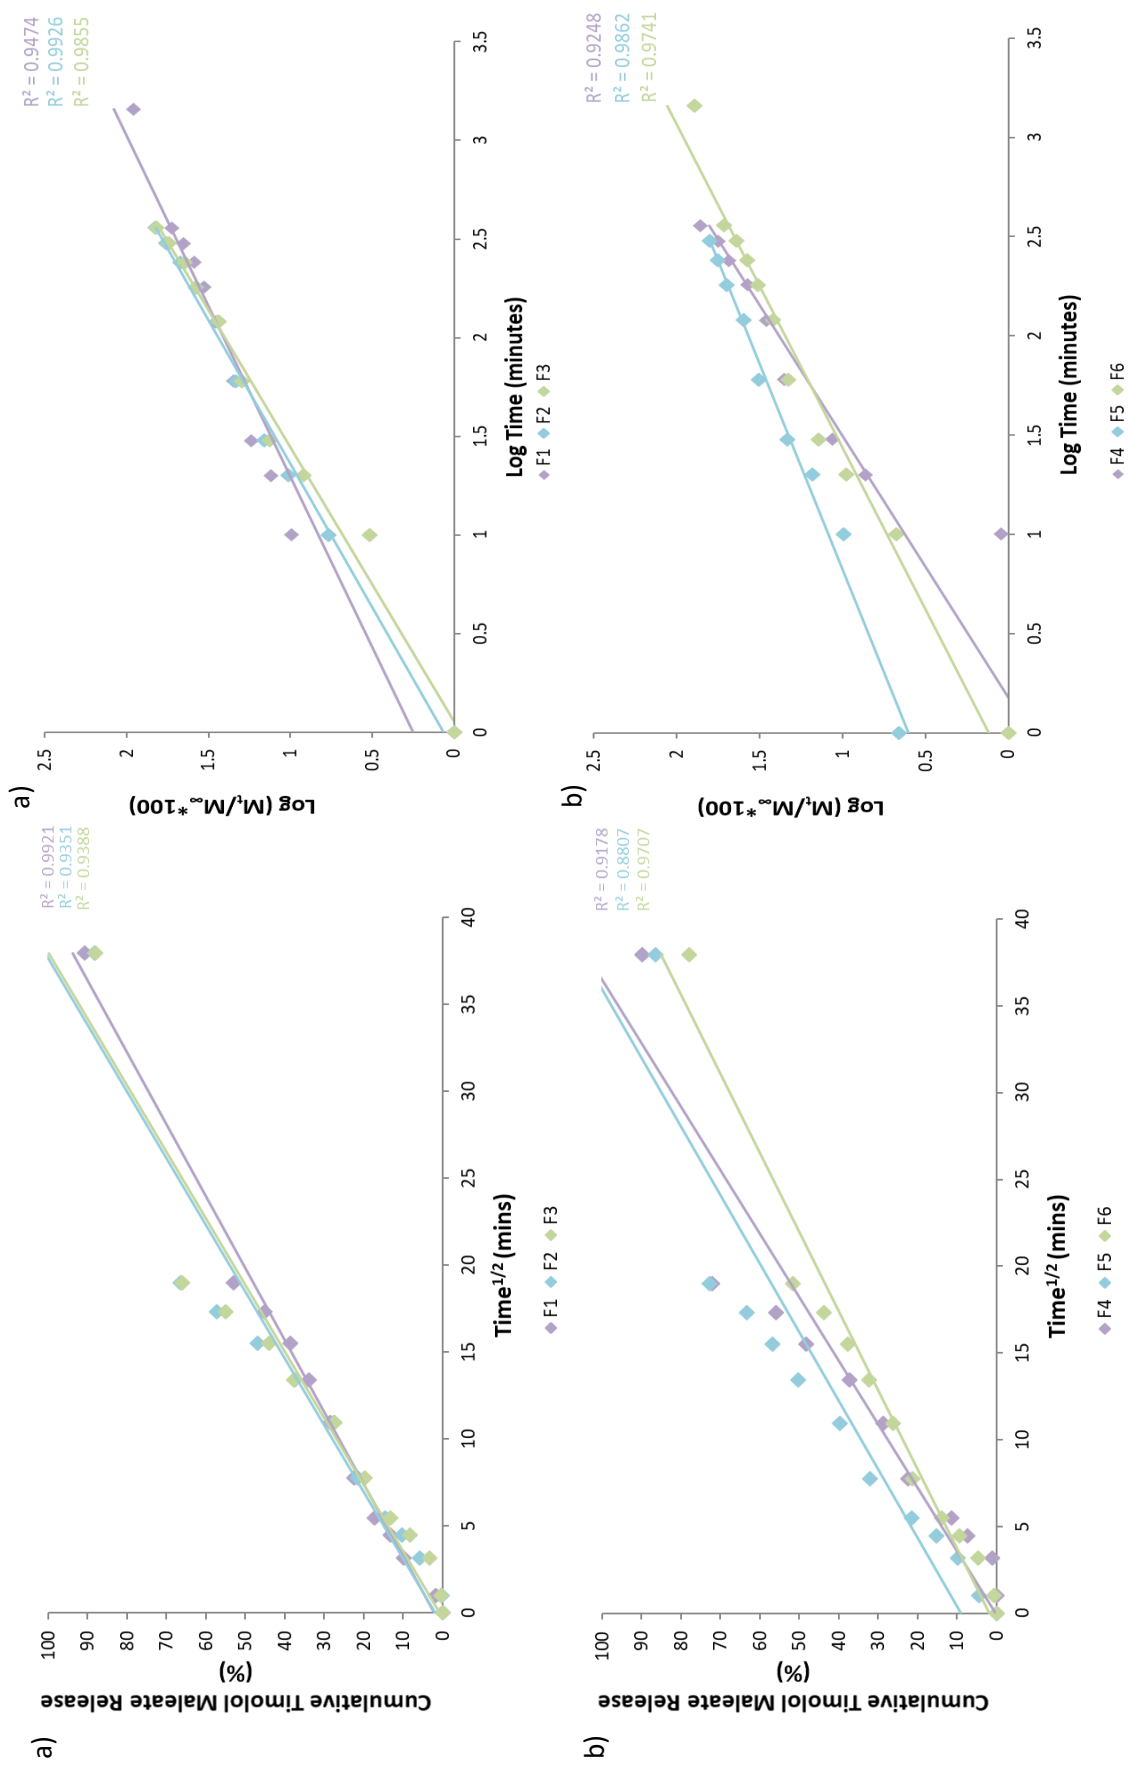 a)
Cumulative Timolol Maleate Release
(%)
100
90
80
70
60
50
40
30
20
10
0
0
5
10
15
20
25
30
35
40
Time1/2 (mins)
F1 F2 F3
R² = 0.9921
R² = 0.9351
R² = 0.9388
b)
Cumulative Timolol Maleate Release
(%)
100
90
80
70
60
50
40
30
20
10
0
0
5
10
15
20
25
30
35
40
Time1/2 (mins)
F4 F5 F6
R² = 0.9178
R² = 0.8807
R² = 0.9707
a)
Log (Mt/M∞*100)
2.5
2
1.5
1
0.5
0
0
0.5
1
1.5
2
2.5
3
3.5
Log Time (minutes)
F1 F2 F3
R² = 0.9474
R² = 0.9926
R² = 0.9855
b)
Log (Mt/M∞*100)
2.5
2
1.5
1
0.5
0
0
0.5
1
1.5
2
2.5
3
3.5
Log Time (minutes)
F4 F5 F6
R² = 0.9248
R² = 0.9862
R² = 0.9741